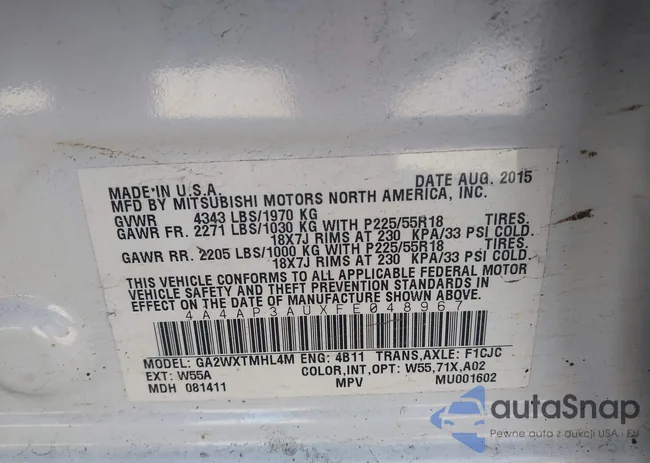 MADE IN U.S.A. DATE AUG. 2015
MFD BY MITSUBISHI MOTORS NORTH AMERICA, INC.
GVWR 4343 LBS/1970 KG
GAWR FR. 2271 LBS/1030 KG WITH P225/55R18 TIRES.
18X7J RIMS AT 230 KPA/33 PSI COLD.
GAWR RR. 2205 LBS/1000 KG WITH P225/55R18 TIRES.
18X7J RIMS AT 230 KPA/33 PSI COLD.
THIS VEHICLE CONFORMS TO ALL APPLICABLE FEDERAL MOTOR
VEHICLE SAFETY AND THEFT PREVENTION STANDARDS IN
EFFECT ON THE DATE OF MANUFACTURE SHOWN ABOVE.
4A4AP3AUXFE048967
MODEL: GA2WXTMHL4M ENG: 4B11 TRANS,AXLE: F1CJC
EXT: W55A COLOR,INT,OPT: W55,71X,A02
MDH 081411 MPV MU001602
autaSnap
Pewne auto z dukcji USA · EU